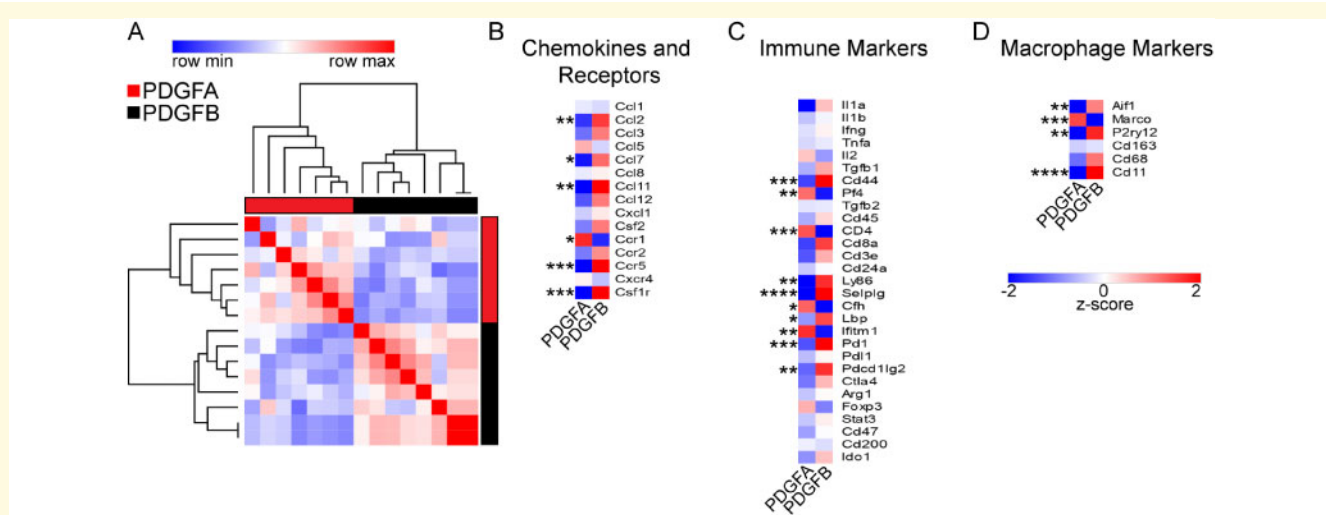 A
row min row max
PDGFA
PDGFB
B
Chemokines and
Receptors
Ccl1
** Ccl2
Ccl3
Ccl5
* Ccl7
Ccl8
** Ccl11
Ccl12
Cxcl1
Csf2
* Ccr1
Ccr2
*** Ccr5
Cxcr4
*** Csf1r
PDGFA
PDGFB
C
Immune Markers
Il1a
Il1b
Ifng
Tnfa
Il2
Tgfb1
*** Cd44
** Pf4
Tgfb2
Cd45
*** CD4
Cd8a
Cd3e
Cd24a
** Ly86
**** Selplg
* Cfh
* Lbp
** Ifitm1
*** Pd1
Pdl1
** Pdcd1lg2
Ctla4
Arg1
Foxp3
Stat3
Cd47
Cd200
Ido1
PDGFA
PDGFB
D
Macrophage Markers
** Aif1
*** Marco
** P2ry12
Cd163
Cd68
**** Cd11
PDGFA
PDGFB
-2 0 2
z-score